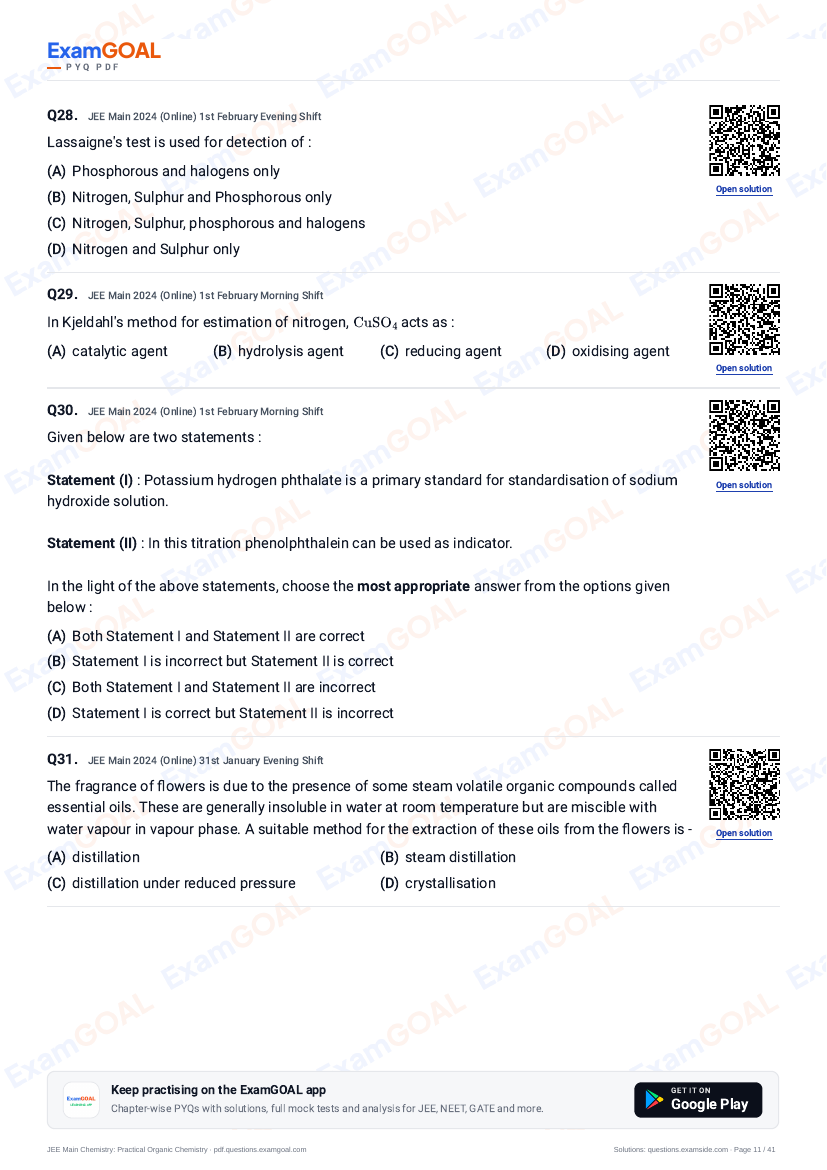 ExamGOAL
PYQ PDF
Q28. JEE Main 2024 (Online) 1st February Evening Shift
Lassaigne's test is used for detection of :
(A) Phosphorous and halogens only
(B) Nitrogen, Sulphur and Phosphorous only
(C) Nitrogen, Sulphur, phosphorous and halogens
(D) Nitrogen and Sulphur only
Open solution
Q29. JEE Main 2024 (Online) 1st February Morning Shift
In Kjeldahl's method for estimation of nitrogen, CuSO₄ acts as :
(A) catalytic agent (B) hydrolysis agent (C) reducing agent (D) oxidising agent
Open solution
Q30. JEE Main 2024 (Online) 1st February Morning Shift
Given below are two statements :
Statement (I) : Potassium hydrogen phthalate is a primary standard for standardisation of sodium
hydroxide solution.
Statement (II) : In this titration phenolphthalein can be used as indicator.
In the light of the above statements, choose the most appropriate answer from the options given
below :
(A) Both Statement I and Statement II are correct
(B) Statement I is incorrect but Statement II is correct
(C) Both Statement I and Statement II are incorrect
(D) Statement I is correct but Statement II is incorrect
Open solution
Q31. JEE Main 2024 (Online) 31st January Evening Shift
The fragrance of flowers is due to the presence of some steam volatile organic compounds called
essential oils. These are generally insoluble in water at room temperature but are miscible with
water vapour in vapour phase. A suitable method for the extraction of these oils from the flowers is -
(A) distillation (B) steam distillation
(C) distillation under reduced pressure (D) crystallisation
Open solution
ExamGOAL
Keep practising on the ExamGOAL app
Chapter-wise PYQs with solutions, full mock tests and analysis for JEE, NEET, GATE and more.
GET IT ON
Google Play
JEE Main Chemistry: Practical Organic Chemistry · pdf.questions.examgoal.com
Solutions: questions.examside.com · Page 11 / 41